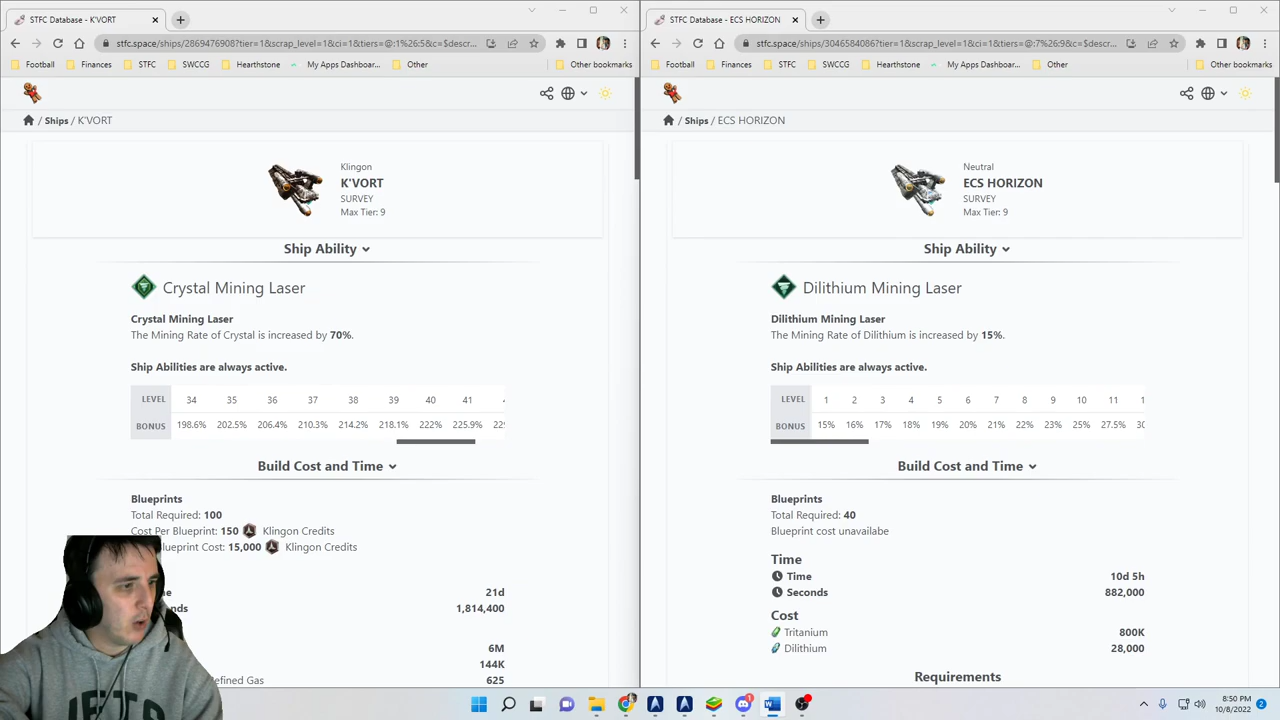 STFC Database - K'VORT
stfc.space/ships/2869476908?tier=1&scrap_level=1&ci=1&tiers=@:1%26:5&c=$descr...
Football Finances STFC SWCCG Hearthstone My Apps Dashboar... Other Other bookmarks
/ Ships / K'VORT
Klingon
K'VORT
SURVEY
Max Tier: 9
Ship Ability
Crystal Mining Laser
Crystal Mining Laser
The Mining Rate of Crystal is increased by 70%.
Ship Abilities are always active.
LEVEL 34 35 36 37 38 39 40 41
BONUS 198.6% 202.5% 206.4% 210.3% 214.2% 218.1% 222% 225.9% 22
Build Cost and Time
Blueprints
Total Required: 100
Cost Per Blueprint: 150 Klingon Credits
lueprint Cost: 15,000 Klingon Credits
21d
nds 1,814,400
6M
144K
efined Gas 625
STFC Database - ECS HORIZON
stfc.space/ships/3046584086?tier=1&scrap_level=1&ci=1&tiers=@:7%26:9&c=$descr...
Football Finances STFC SWCCG Hearthstone My Apps Dashboar... Other Other bookmarks
/ Ships / ECS HORIZON
Neutral
ECS HORIZON
SURVEY
Max Tier: 9
Ship Ability
Dilithium Mining Laser
Dilithium Mining Laser
The Mining Rate of Dilithium is increased by 15%.
Ship Abilities are always active.
LEVEL 1 2 3 4 5 6 7 8 9 10 11 1
BONUS 15% 16% 17% 18% 19% 20% 21% 22% 23% 25% 27.5% 30
Build Cost and Time
Blueprints
Total Required: 40
Blueprint cost unavailabe
Time
Time 10d 5h
Seconds 882,000
Cost
Tritanium 800K
Dilithium 28,000
Requirements
JETS
1
8:50 PM
10/8/2022
2